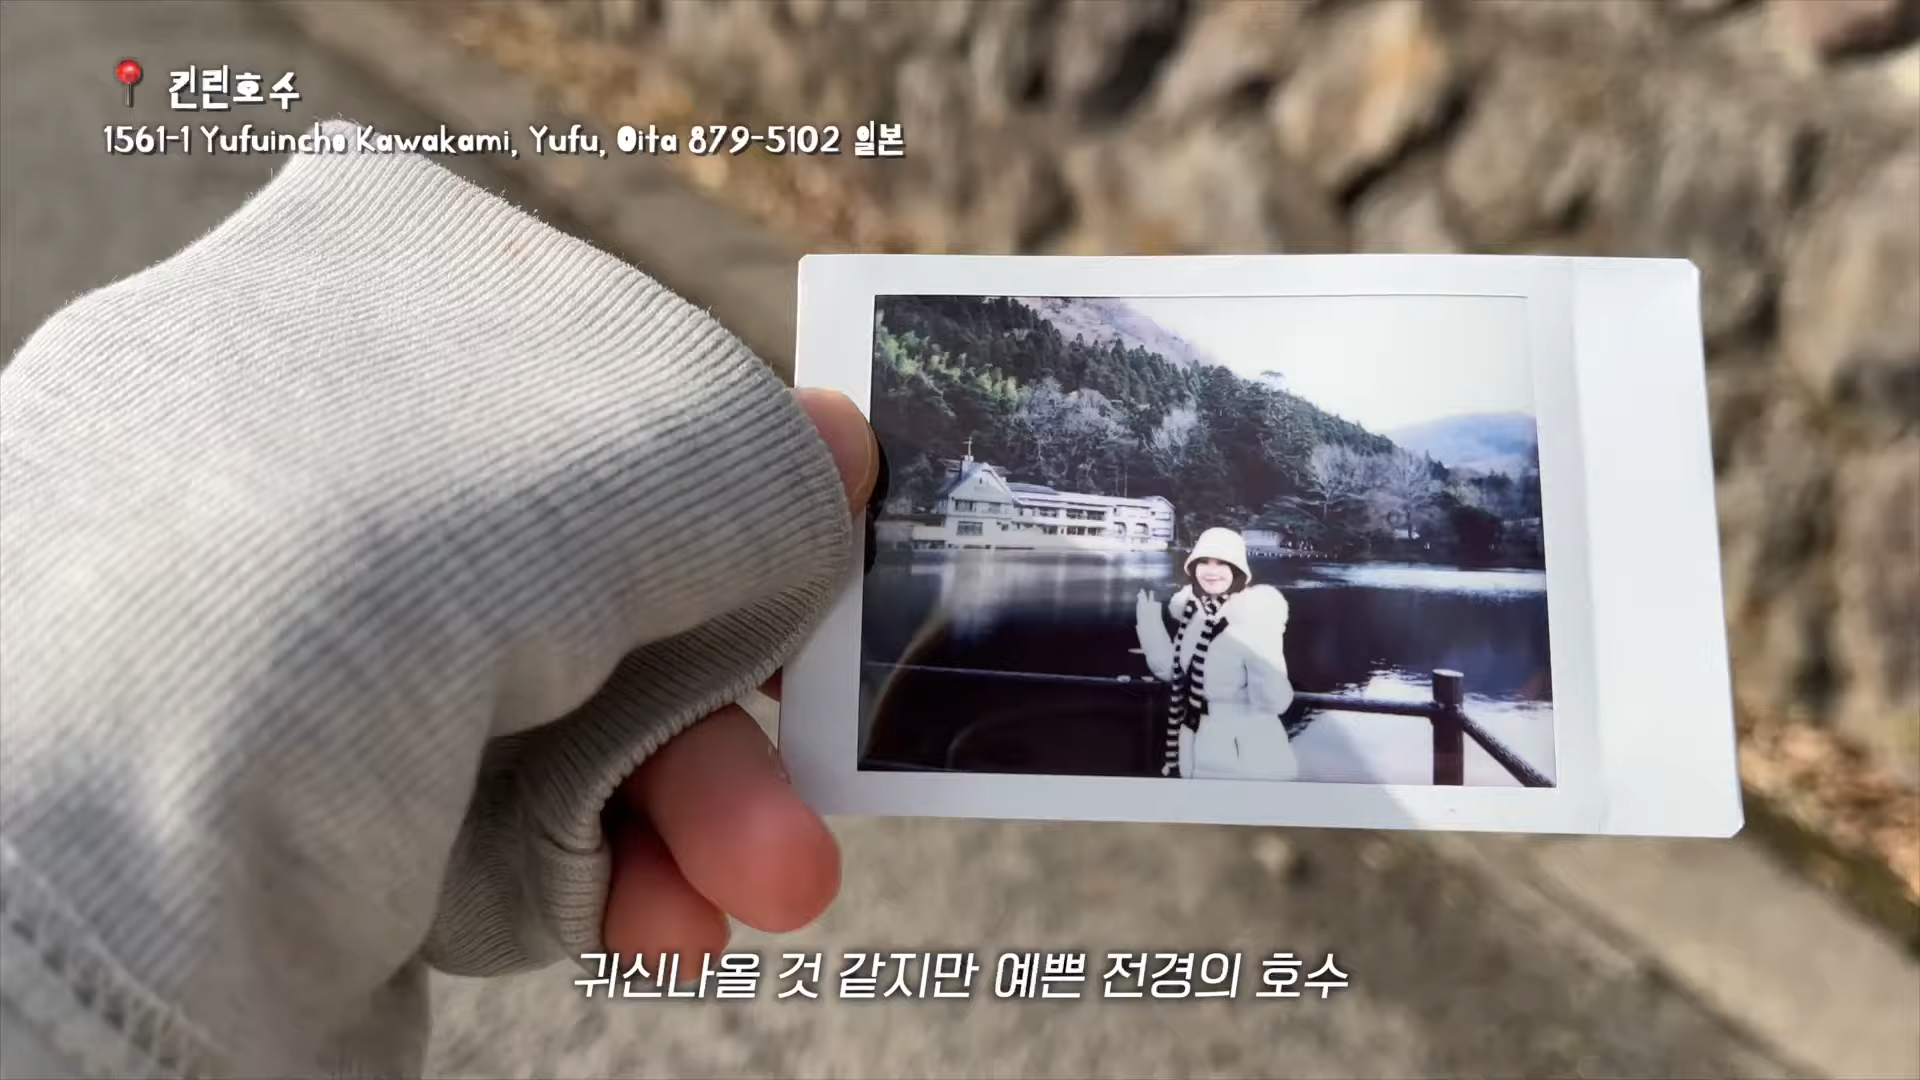 킨린호수
1561-1 Yufuincho Kawakami, Yufu, Oita 879-5102 일본
귀신나올 것 같지만 예쁜 전경의 호수